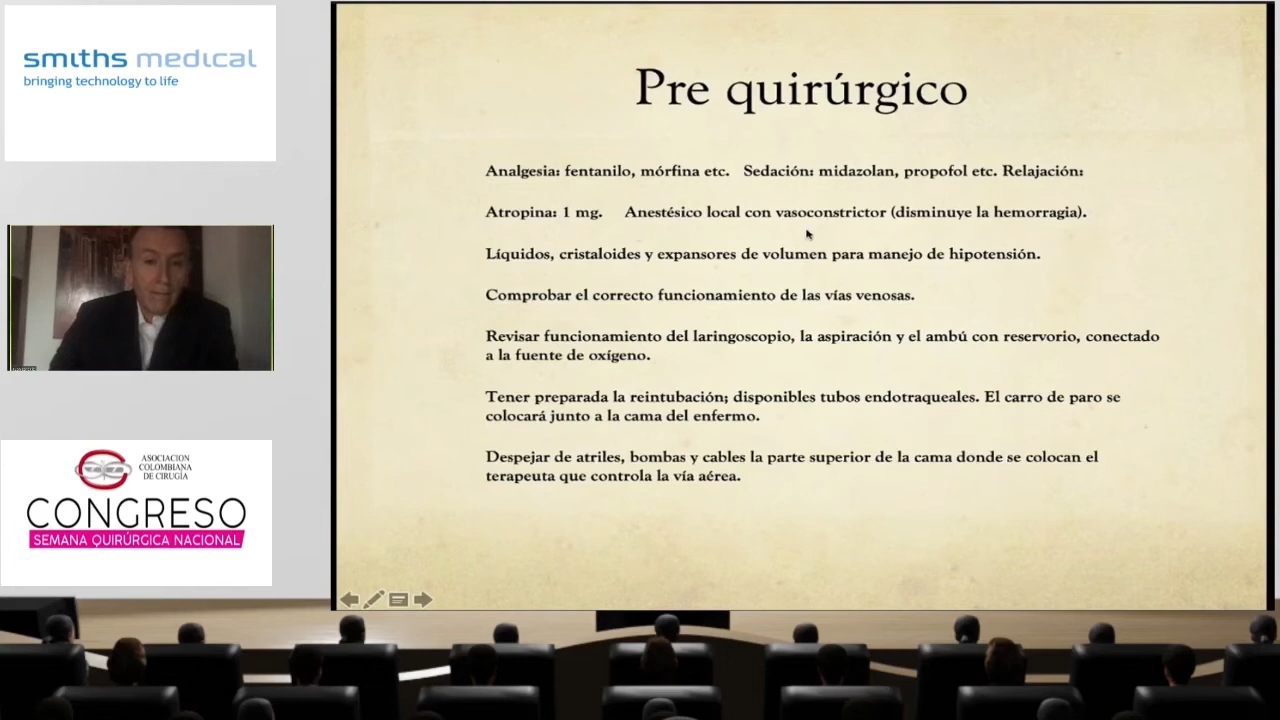 smiths medical
bringing technology to life
Pre quirúrgico
Analgesia: fentanilo, mórfina etc. Sedación: midazolan, propofol etc. Relajación:
Atropina: 1 mg. Anestésico local con vasoconstrictor (disminuye la hemorragia).
Líquidos, cristaloides y expansores de volumen para manejo de hipotensión.
Comprobar el correcto funcionamiento de las vías venosas.
Revisar funcionamiento del laringoscopio, la aspiración y el ambú con reservorio, conectado
a la fuente de oxígeno.
Tener preparada la reintubación; disponibles tubos endotraqueales. El carro de paro se
colocará junto a la cama del enfermo.
Despejar de atriles, bombas y cables la parte superior de la cama donde se colocan el
terapeuta que controla la vía aérea.
ASOCIACION
COLOMBIANA
DE CIRUGÍA
CONGRESO
SEMANA QUIRÚRGICA NACIONAL